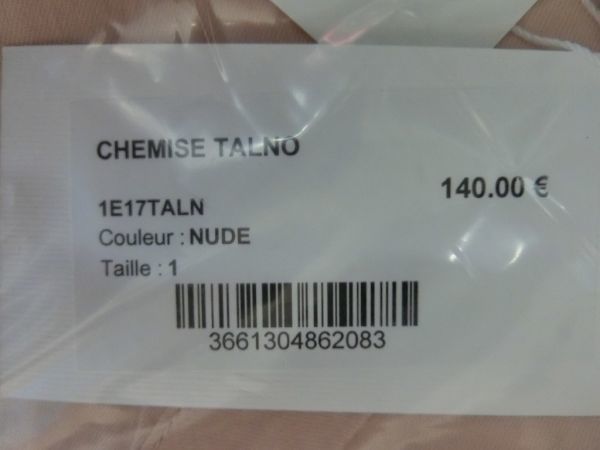 CHEMISE TALNO
140.00 €
1E17TALN
Couleur : NUDE
Taille : 1
3661304862083